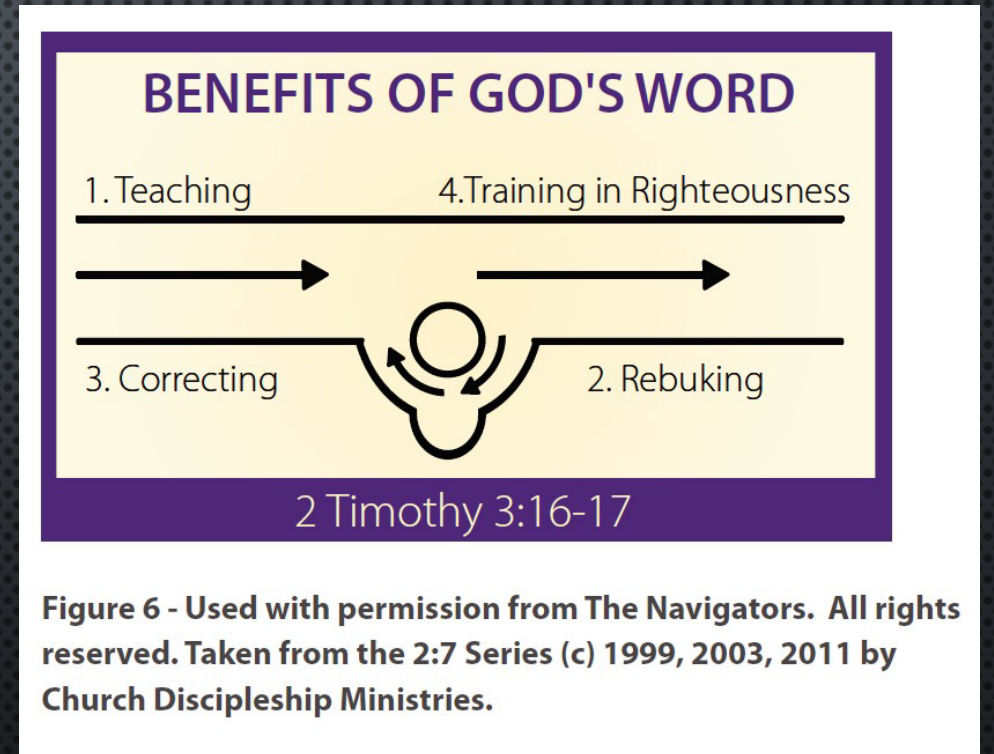 BENEFITS OF GOD'S WORD
1. Teaching
4.Training in Righteousness
3. Correcting
2. Rebuking
2 Timothy 3:16-17
Figure 6 - Used with permission from The Navigators. All rights
reserved. Taken from the 2:7 Series (c) 1999, 2003, 2011 by
Church Discipleship Ministries.